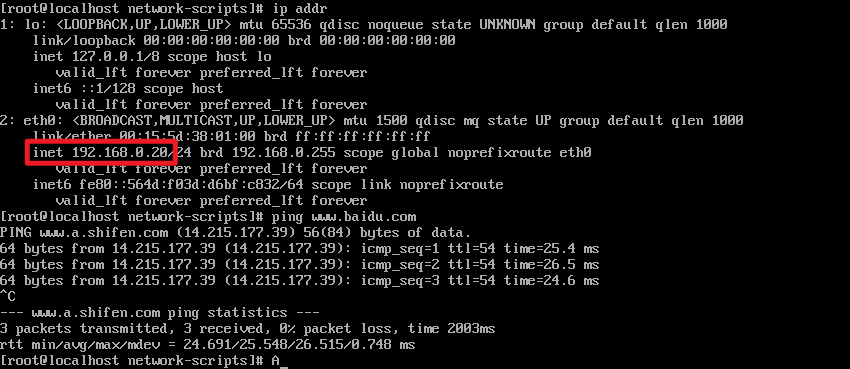 [root@localhost network-scripts]# ip addr
1: lo: <LOOPBACK,UP,LOWER_UP> mtu 65536 qdisc noqueue state UNKNOWN group default qlen 1000
    link/loopback 00:00:00:00:00:00 brd 00:00:00:00:00:00
    inet 127.0.0.1/8 scope host lo
       valid_lft forever preferred_lft forever
    inet6 ::1/128 scope host
       valid_lft forever preferred_lft forever
2: eth0: <BROADCAST,MULTICAST,UP,LOWER_UP> mtu 1500 qdisc mq state UP group default qlen 1000
    link/ether 00:15:5d:38:01:00 brd ff:ff:ff:ff:ff:ff
    inet 192.168.0.20/24 brd 192.168.0.255 scope global noprefixroute eth0
       valid_lft forever preferred_lft forever
    inet6 fe80::564d:f03d:d6bf:c832/64 scope link noprefixroute
       valid_lft forever preferred_lft forever
[root@localhost network-scripts]# ping www.baidu.com
PING www.a.shifen.com (14.215.177.39) 56(84) bytes of data.
64 bytes from 14.215.177.39 (14.215.177.39): icmp_seq=1 ttl=54 time=25.4 ms
64 bytes from 14.215.177.39 (14.215.177.39): icmp_seq=2 ttl=54 time=26.5 ms
64 bytes from 14.215.177.39 (14.215.177.39): icmp_seq=3 ttl=54 time=24.6 ms
^C
--- www.a.shifen.com ping statistics ---
3 packets transmitted, 3 received, 0% packet loss, time 2003ms
rtt min/avg/max/mdev = 24.691/25.548/26.515/0.748 ms
[root@localhost network-scripts]# A_